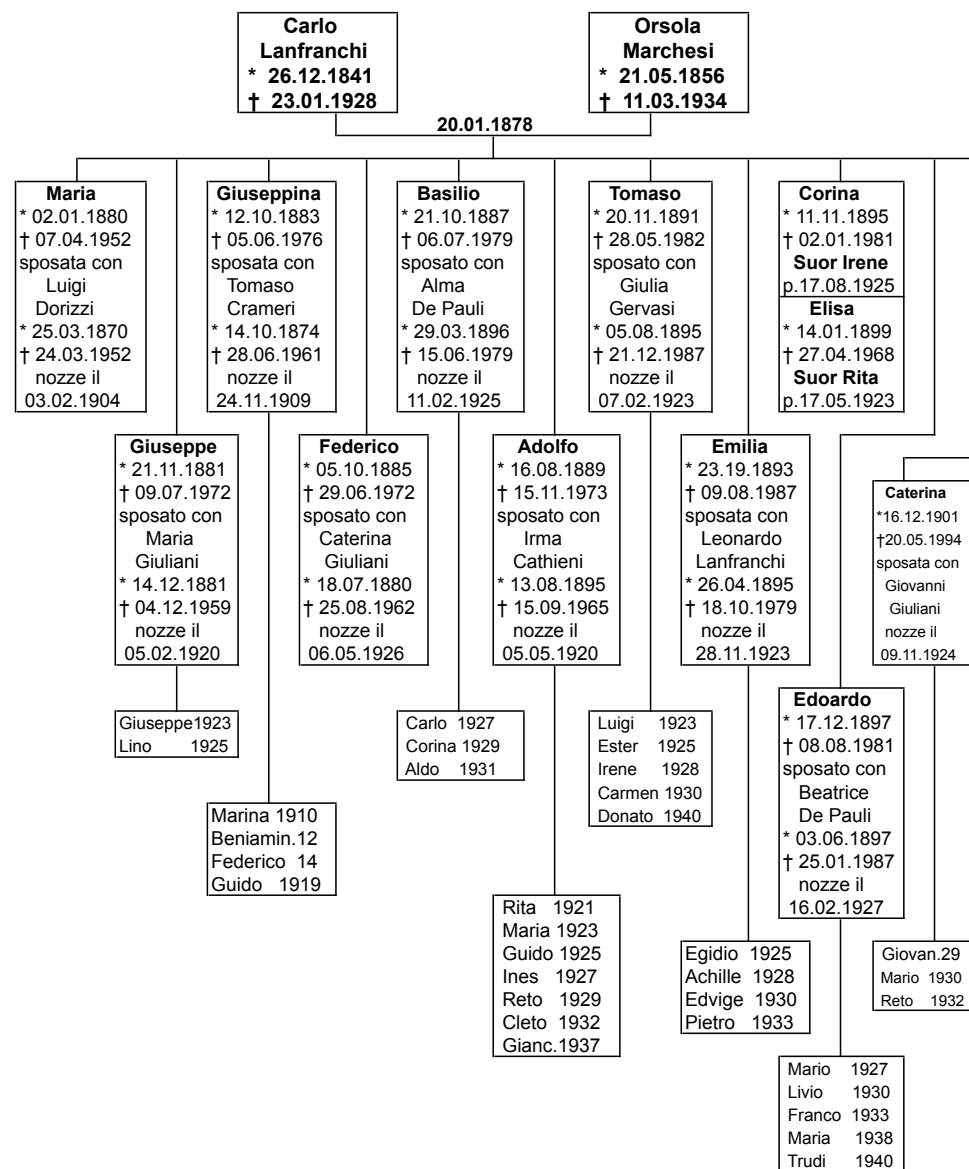 Carlo
Lanfranchi
* 26.12.1841
† 23.01.1928
Orsola
Marchesi
* 21.05.1856
† 11.03.1934
20.01.1878
Maria
* 02.01.1880
† 07.04.1952
sposata con
Luigi
Dorizzi
* 25.03.1870
† 24.03.1952
nozze il
03.02.1904
Giuseppina
* 12.10.1883
† 05.06.1976
sposata con
Tomaso
Crameri
* 14.10.1874
† 28.06.1961
nozze il
24.11.1909
Basilio
* 21.10.1887
† 06.07.1979
sposato con
Alma
De Pauli
* 29.03.1896
† 15.06.1979
nozze il
11.02.1925
Tomaso
* 20.11.1891
† 28.05.1982
sposato con
Giulia
Gervasi
* 05.08.1895
† 21.12.1987
nozze il
07.02.1923
Corina
* 11.11.1895
† 02.01.1981
Suor Irene
p.17.08.1925
Elisa
* 14.01.1899
† 27.04.1968
Suor Rita
p.17.05.1923
Giuseppe
* 21.11.1881
† 09.07.1972
sposato con
Maria
Giuliani
* 14.12.1881
† 04.12.1959
nozze il
05.02.1920
Federico
* 05.10.1885
† 29.06.1972
sposato con
Caterina
Giuliani
* 18.07.1880
† 25.08.1962
nozze il
06.05.1926
Adolfo
* 16.08.1889
† 15.11.1973
sposato con
Irma
Cathieni
* 13.08.1895
† 15.09.1965
nozze il
05.05.1920
Emilia
* 23.19.1893
† 09.08.1987
sposata con
Leonardo
Lanfranchi
* 26.04.1895
† 18.10.1979
nozze il
28.11.1923
Caterina
*16.12.1901
†20.05.1994
sposata con
Giovanni
Giuliani
nozze il
09.11.1924
Edoardo
* 17.12.1897
† 08.08.1981
sposato con
Beatrice
De Pauli
* 03.06.1897
† 25.01.1987
nozze il
16.02.1927
Giuseppe1923
Lino 1925
Carlo 1927
Corina 1929
Aldo 1931
Luigi 1923
Ester 1925
Irene 1928
Carmen 1930
Donato 1940
Marina 1910
Beniamin.12
Federico 14
Guido 1919
Rita 1921
Maria 1923
Guido 1925
Ines 1927
Reto 1929
Cleto 1932
Gianc.1937
Egidio 1925
Achille 1928
Edvige 1930
Pietro 1933
Giovan.29
Mario 1930
Reto 1932
Mario 1927
Livio 1930
Franco 1933
Maria 1938
Trudi 1940